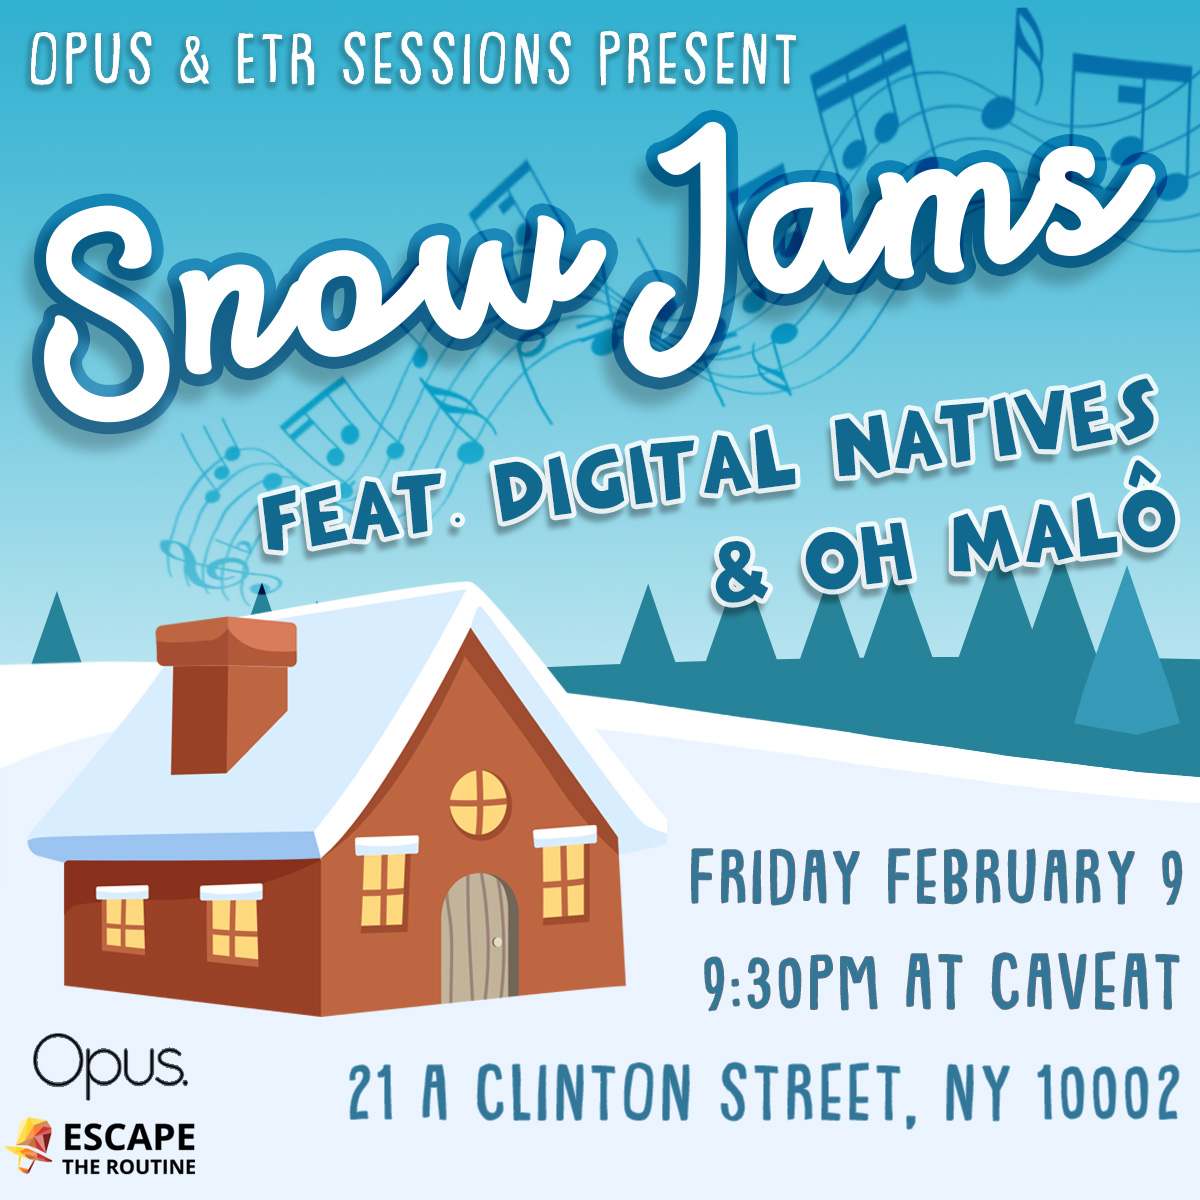 OPUS & ETR SESSIONS PRESENT
Snow Jams
FEAT. DIGITAL NATIVES
& OH MALÔ
FRIDAY FEBRUARY 9
9:30PM AT CAVEAT
21 A CLINTON STREET, NY 10002
Opus.
ESCAPE
THE ROUTINE